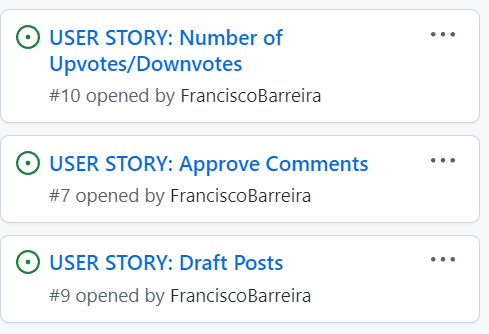 USER STORY: Number of
Upvotes/Downvotes
#10 opened by FranciscoBarreira
USER STORY: Approve Comments
#7 opened by FranciscoBarreira
USER STORY: Draft Posts
#9 opened by FranciscoBarreira